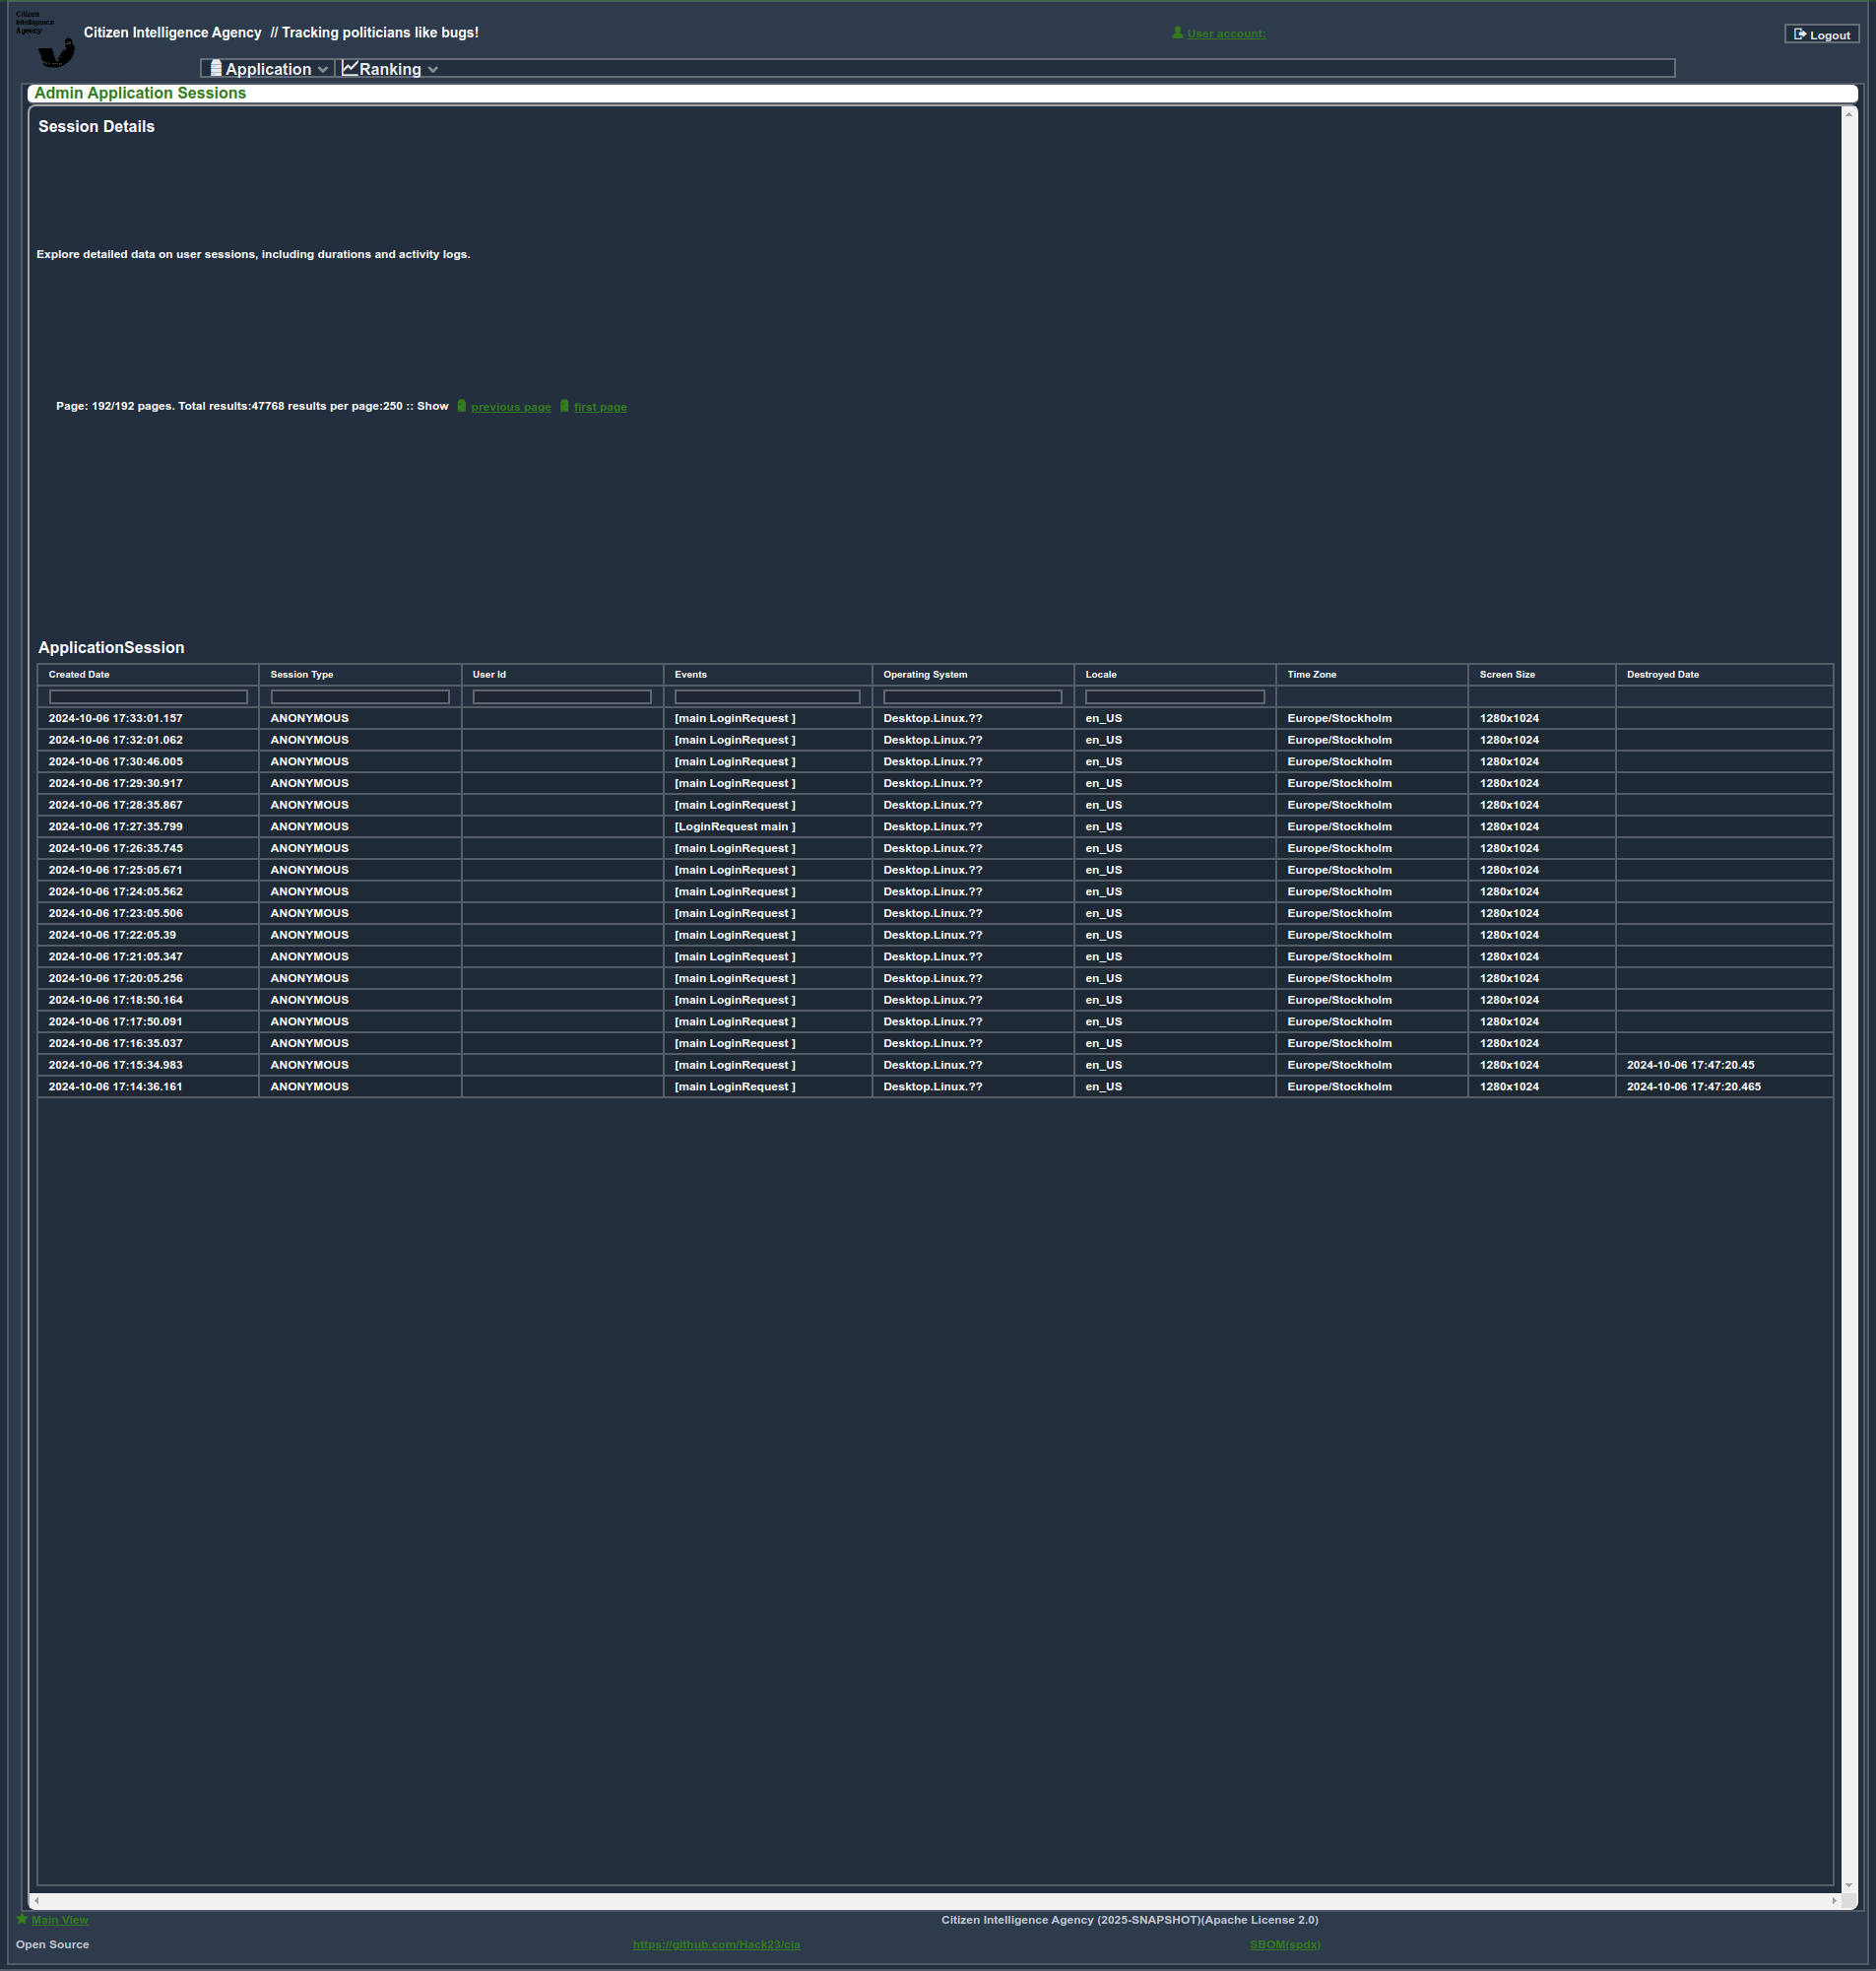 Citizen
Intelligence
Agency
Citizen Intelligence Agency // Tracking politicians like bugs!
User account:
Logout
Application Ranking
Admin Application Sessions
Session Details
Explore detailed data on user sessions, including durations and activity logs.
Page: 192/192 pages. Total results:47768 results per page:250 :: Show previous page first page
ApplicationSession
Created Date Session Type User Id Events Operating System Locale Time Zone Screen Size Destroyed Date
2024-10-06 17:33:01.157 ANONYMOUS [main LoginRequest ] Desktop.Linux.?? en_US Europe/Stockholm 1280x1024
2024-10-06 17:32:01.062 ANONYMOUS [main LoginRequest ] Desktop.Linux.?? en_US Europe/Stockholm 1280x1024
2024-10-06 17:30:46.005 ANONYMOUS [main LoginRequest ] Desktop.Linux.?? en_US Europe/Stockholm 1280x1024
2024-10-06 17:29:30.917 ANONYMOUS [main LoginRequest ] Desktop.Linux.?? en_US Europe/Stockholm 1280x1024
2024-10-06 17:28:35.867 ANONYMOUS [main LoginRequest ] Desktop.Linux.?? en_US Europe/Stockholm 1280x1024
2024-10-06 17:27:35.799 ANONYMOUS [LoginRequest main ] Desktop.Linux.?? en_US Europe/Stockholm 1280x1024
2024-10-06 17:26:35.745 ANONYMOUS [main LoginRequest ] Desktop.Linux.?? en_US Europe/Stockholm 1280x1024
2024-10-06 17:25:05.671 ANONYMOUS [main LoginRequest ] Desktop.Linux.?? en_US Europe/Stockholm 1280x1024
2024-10-06 17:24:05.562 ANONYMOUS [main LoginRequest ] Desktop.Linux.?? en_US Europe/Stockholm 1280x1024
2024-10-06 17:23:05.506 ANONYMOUS [main LoginRequest ] Desktop.Linux.?? en_US Europe/Stockholm 1280x1024
2024-10-06 17:22:05.39 ANONYMOUS [main LoginRequest ] Desktop.Linux.?? en_US Europe/Stockholm 1280x1024
2024-10-06 17:21:05.347 ANONYMOUS [main LoginRequest ] Desktop.Linux.?? en_US Europe/Stockholm 1280x1024
2024-10-06 17:20:05.256 ANONYMOUS [main LoginRequest ] Desktop.Linux.?? en_US Europe/Stockholm 1280x1024
2024-10-06 17:18:50.164 ANONYMOUS [main LoginRequest ] Desktop.Linux.?? en_US Europe/Stockholm 1280x1024
2024-10-06 17:17:50.091 ANONYMOUS [main LoginRequest ] Desktop.Linux.?? en_US Europe/Stockholm 1280x1024
2024-10-06 17:16:35.037 ANONYMOUS [main LoginRequest ] Desktop.Linux.?? en_US Europe/Stockholm 1280x1024
2024-10-06 17:15:34.983 ANONYMOUS [main LoginRequest ] Desktop.Linux.?? en_US Europe/Stockholm 1280x1024 2024-10-06 17:47:20.45
2024-10-06 17:14:36.161 ANONYMOUS [main LoginRequest ] Desktop.Linux.?? en_US Europe/Stockholm 1280x1024 2024-10-06 17:47:20.465
Main View
Citizen Intelligence Agency (2025-SNAPSHOT)(Apache License 2.0)
Open Source
https://github.com/Hack23/cia
SBOM(spdx)